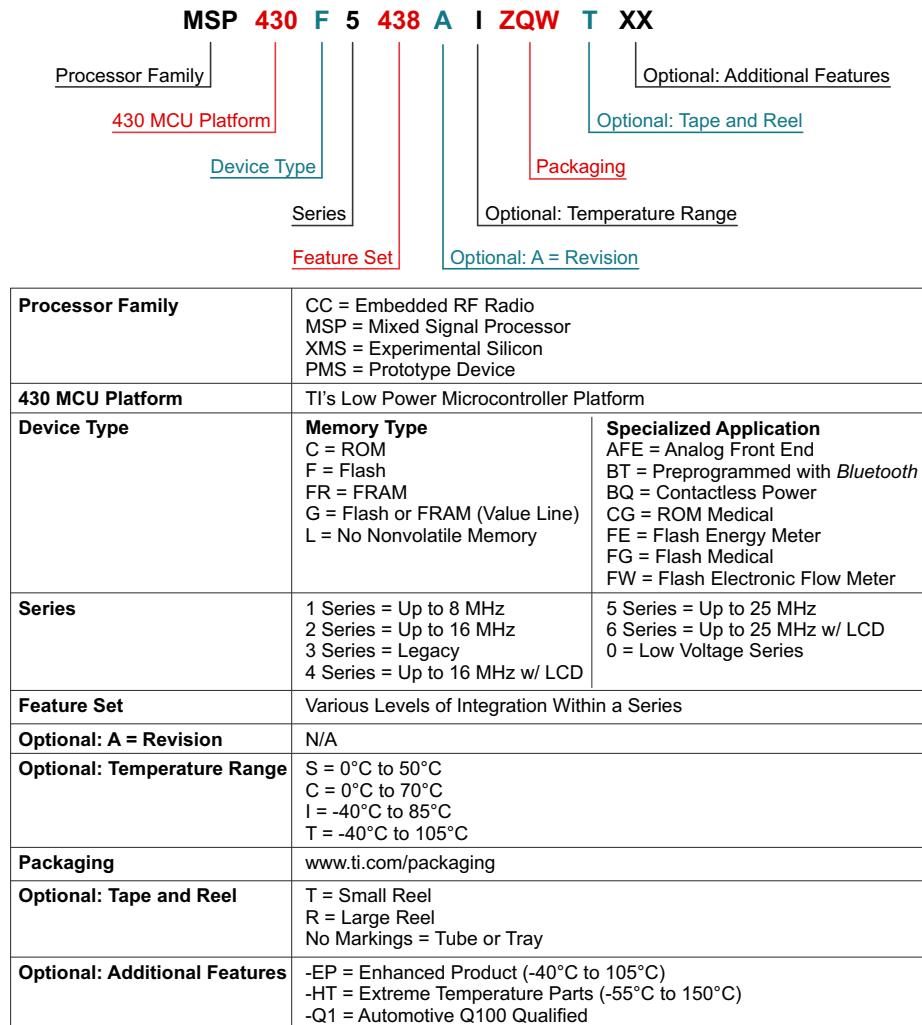 MSP 430 F 5 438 A I ZQW T XX
Processor Family
Optional: Additional Features
430 MCU Platform
Optional: Tape and Reel
Device Type
Packaging
Series
Optional: Temperature Range
Feature Set
Optional: A = Revision
Processor Family
CC = Embedded RF Radio
MSP = Mixed Signal Processor
XMS = Experimental Silicon
PMS = Prototype Device
430 MCU Platform
TI's Low Power Microcontroller Platform
Device Type
Memory Type
C = ROM
F = Flash
FR = FRAM
G = Flash or FRAM (Value Line)
L = No Nonvolatile Memory
Specialized Application
AFE = Analog Front End
BT = Preprogrammed with Bluetooth
BQ = Contactless Power
CG = ROM Medical
FE = Flash Energy Meter
FG = Flash Medical
FW = Flash Electronic Flow Meter
Series
1 Series = Up to 8 MHz
2 Series = Up to 16 MHz
3 Series = Legacy
4 Series = Up to 16 MHz w/ LCD
5 Series = Up to 25 MHz
6 Series = Up to 25 MHz w/ LCD
0 = Low Voltage Series
Feature Set
Various Levels of Integration Within a Series
Optional: A = Revision
N/A
Optional: Temperature Range
S = 0°C to 50°C
C = 0°C to 70°C
I = -40°C to 85°C
T = -40°C to 105°C
Packaging
www.ti.com/packaging
Optional: Tape and Reel
T = Small Reel
R = Large Reel
No Markings = Tube or Tray
Optional: Additional Features
-EP = Enhanced Product (-40°C to 105°C)
-HT = Extreme Temperature Parts (-55°C to 150°C)
-Q1 = Automotive Q100 Qualified